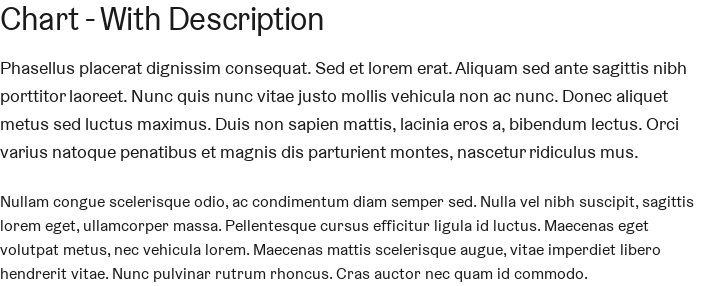 Chart - With Description
Phasellus placerat dignissim consequat. Sed et lorem erat. Aliquam sed ante sagittis nibh
porttitor laoreet. Nunc quis nunc vitae justo mollis vehicula non ac nunc. Donec aliquet
metus sed luctus maximus. Duis non sapien mattis, lacinia eros a, bibendum lectus. Orci
varius natoque penatibus et magnis dis parturient montes, nascetur ridiculus mus.
Nullam congue scelerisque odio, ac condimentum diam semper sed. Nulla vel nibh suscipit, sagittis
lorem eget, ullamcorper massa. Pellentesque cursus efficitur ligula id luctus. Maecenas eget
volutpat metus, nec vehicula lorem. Maecenas mattis scelerisque augue, vitae imperdiet libero
hendrerit vitae. Nunc pulvinar rutrum rhoncus. Cras auctor nec quam id commodo.